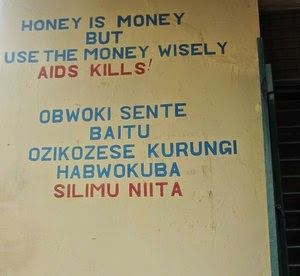 HONEY IS MONEY
BUT
USE THE MONEY WISELY
AIDS KILLS!
OBWOKI SENTE
BAITU
OZIKOZESE KURUNGI
HABWOKUBA
SILIMU NIITA